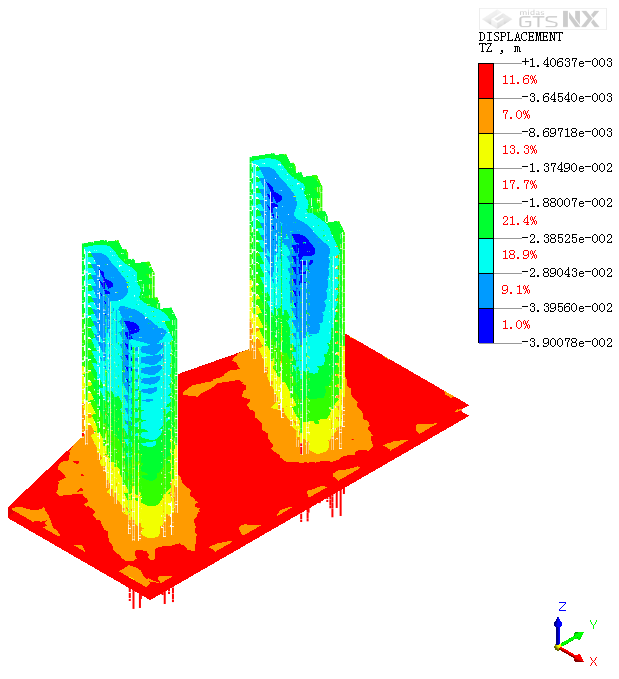 midas
GTS NX
DISPLACEMENT
TZ , m
+1.40637e-003
11.6%
-3.64540e-003
7.0%
-8.69718e-003
13.3%
-1.37490e-002
17.7%
-1.88007e-002
21.4%
-2.38525e-002
18.9%
-2.89043e-002
9.1%
-3.39560e-002
1.0%
-3.90078e-002
Z
Y
X